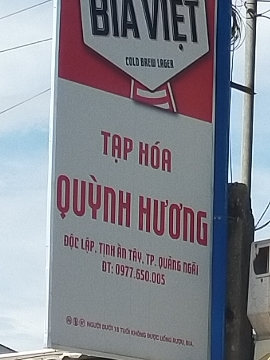 BIA VIỆT
COLD BREW LAGER
TẠP HÓA
QUỲNH HƯƠNG
ĐỘC LẬP, TỊNH ẤN TÂY, TP. QUẢNG NGÃI
ĐT: 0977.650.005
NGƯỜI DƯỚI 18 TUỔI KHÔNG ĐƯỢC UỐNG RƯỢU, BIA.